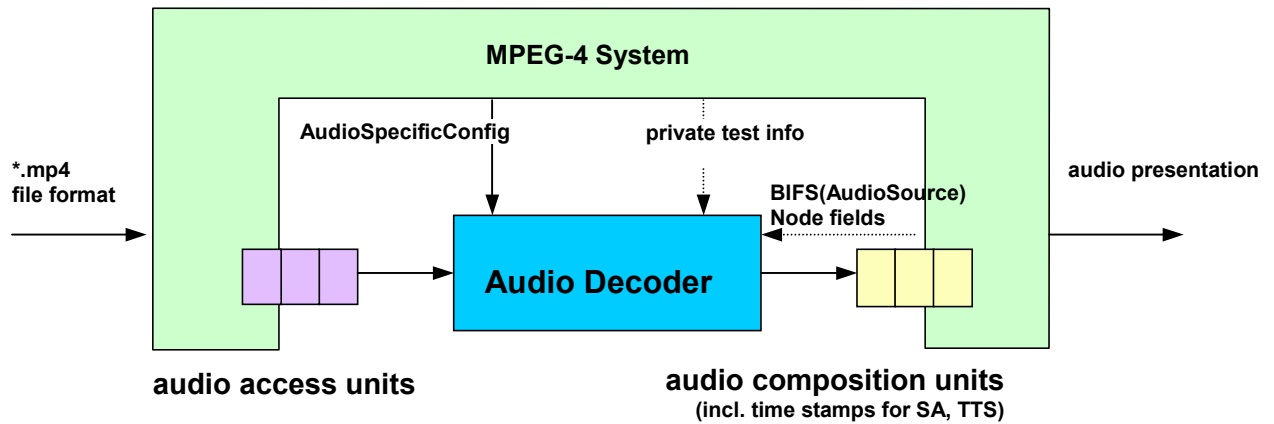 MPEG-4 System
AudioSpecificConfig
private test info
*.mp4
file format
audio presentation
BIFS(AudioSource)
Node fields
Audio Decoder
audio access units
audio composition units
(incl. time stamps for SA, TTS)